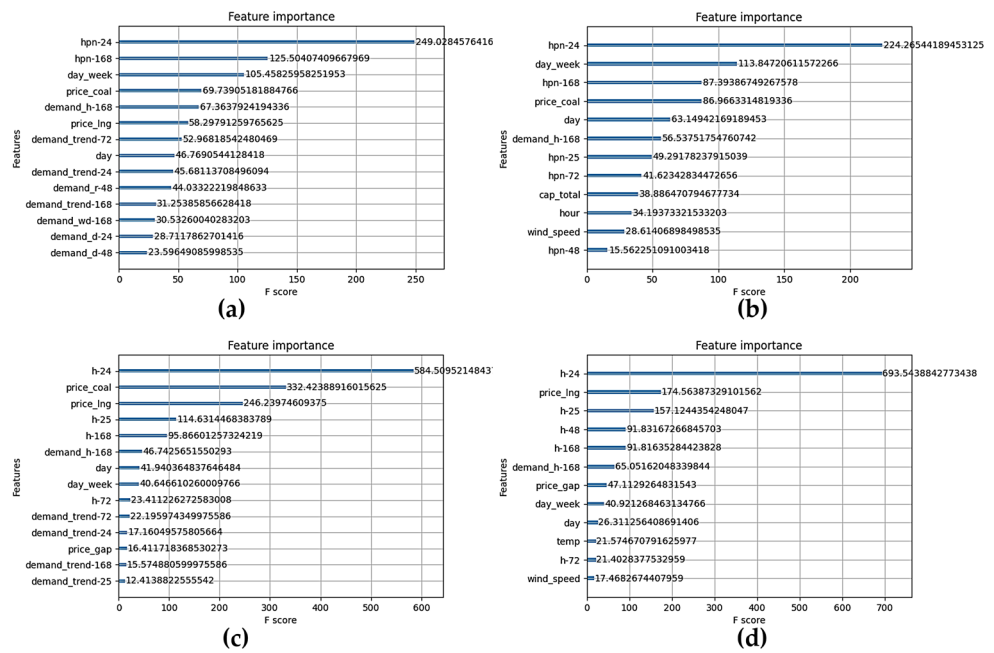 Feature importance
Features
hpn-24 249.0284576416
hpn-168 125.50407409667969
day_week 105.45825958251953
price_coal 69.73905181884766
demand_h-168 67.3637924194336
price_lng 58.29791259765625
demand_trend-72 52.96818542480469
day 46.7690544128418
demand_trend-24 45.68113708496094
demand_r-48 44.03322219848633
demand_trend-168 31.25385856628418
demand_wd-168 30.53260040283203
demand_d-24 28.7117862701416
demand_d-48 23.59649085998535
0 50 100 150 200 250
F score
(a)
Feature importance
Features
hpn-24 224.26544189453125
day_week 113.84720611572266
hpn-168 87.39386749267578
price_coal 86.9663314819336
day 63.14942169189453
demand_h-168 56.53751754760742
hpn-25 49.29178237915039
hpn-72 41.62342834472656
cap_total 38.886470794677734
hour 34.19373321533203
wind_speed 28.61406898498535
hpn-48 15.562251091003418
0 50 100 150 200
F score
(b)
Feature importance
Features
h-24 584.5095214843
price_coal 332.42388916015625
price_lng 246.23974609375
h-25 114.6314468383789
h-168 95.86601257324219
demand_h-168 46.7425651550293
day 41.940364837646484
day_week 40.646610260009766
h-72 23.411226272583008
demand_trend-72 22.195974349975586
demand_trend-24 17.16049575805664
price_gap 16.411718368530273
demand_trend-168 15.574880599975586
demand_trend-25 12.4138822555542
0 100 200 300 400 500 600
F score
(c)
Feature importance
Features
h-24 693.5438842773438
price_lng 174.56387329101562
h-25 157.1244354248047
h-48 91.83167266845703
h-168 91.81635284423828
demand_h-168 65.05162048339844
price_gap 47.1129264831543
day_week 40.921268463134766
day 26.311256408691406
temp 21.574670791625977
h-72 21.4028377532959
wind_speed 17.4682674407959
0 100 200 300 400 500 600 700
F score
(d)